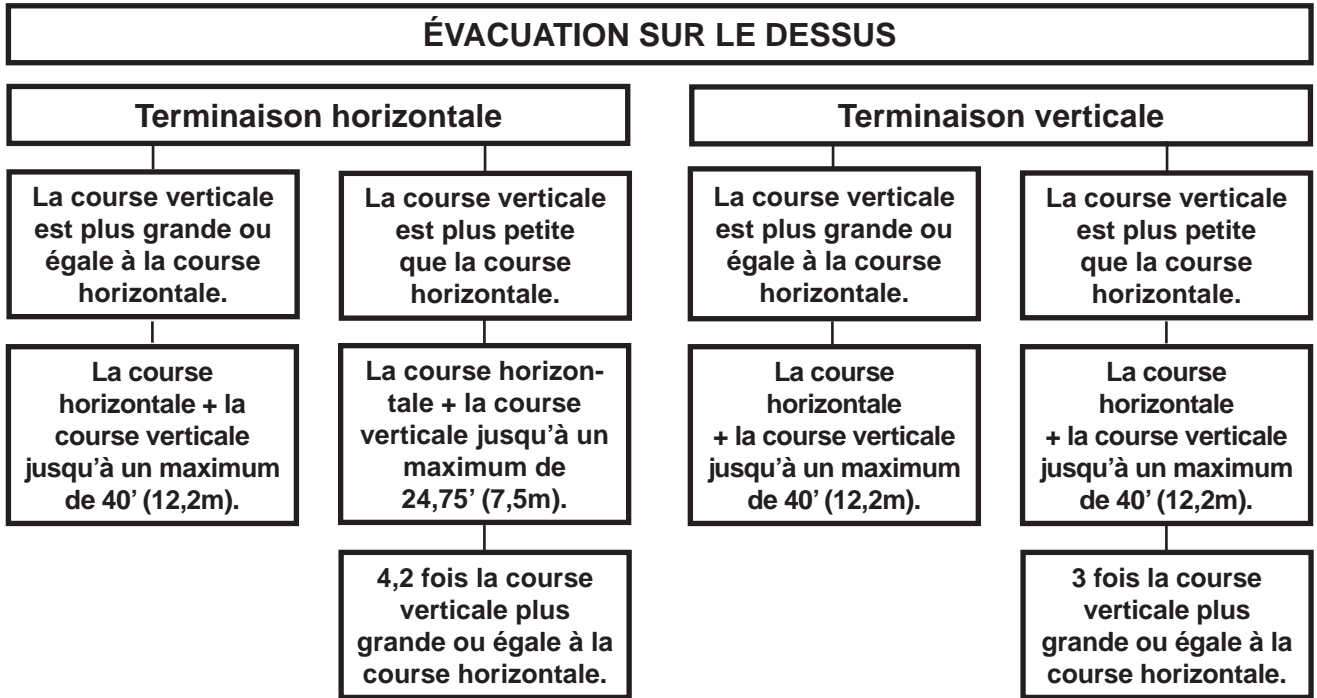 ÉVACUATION SUR LE DESSUS
Terminaison horizontale
La course verticale
est plus grande ou
égale à la course
horizontale.
La course
horizontale + la
course verticale
jusqu’à un maximum
de 40’ (12,2m).
La course verticale
est plus petite
que la course
horizontale.
La course horizon-
tale + la course
verticale jusqu’à un
maximum de
24,75’ (7,5m).
4,2 fois la course
verticale plus
grande ou égale à la
course horizontale.
Terminaison verticale
La course verticale
est plus grande ou
égale à la course
horizontale.
La course
horizontale
+ la course verticale
jusqu’à un maximum
de 40’ (12,2m).
La course verticale
est plus petite
que la course
horizontale.
La course
horizontale
+ la course verticale
jusqu’à un maximum
de 40’ (12,2m).
3 fois la course
verticale plus
grande ou égale à la
course horizontale.